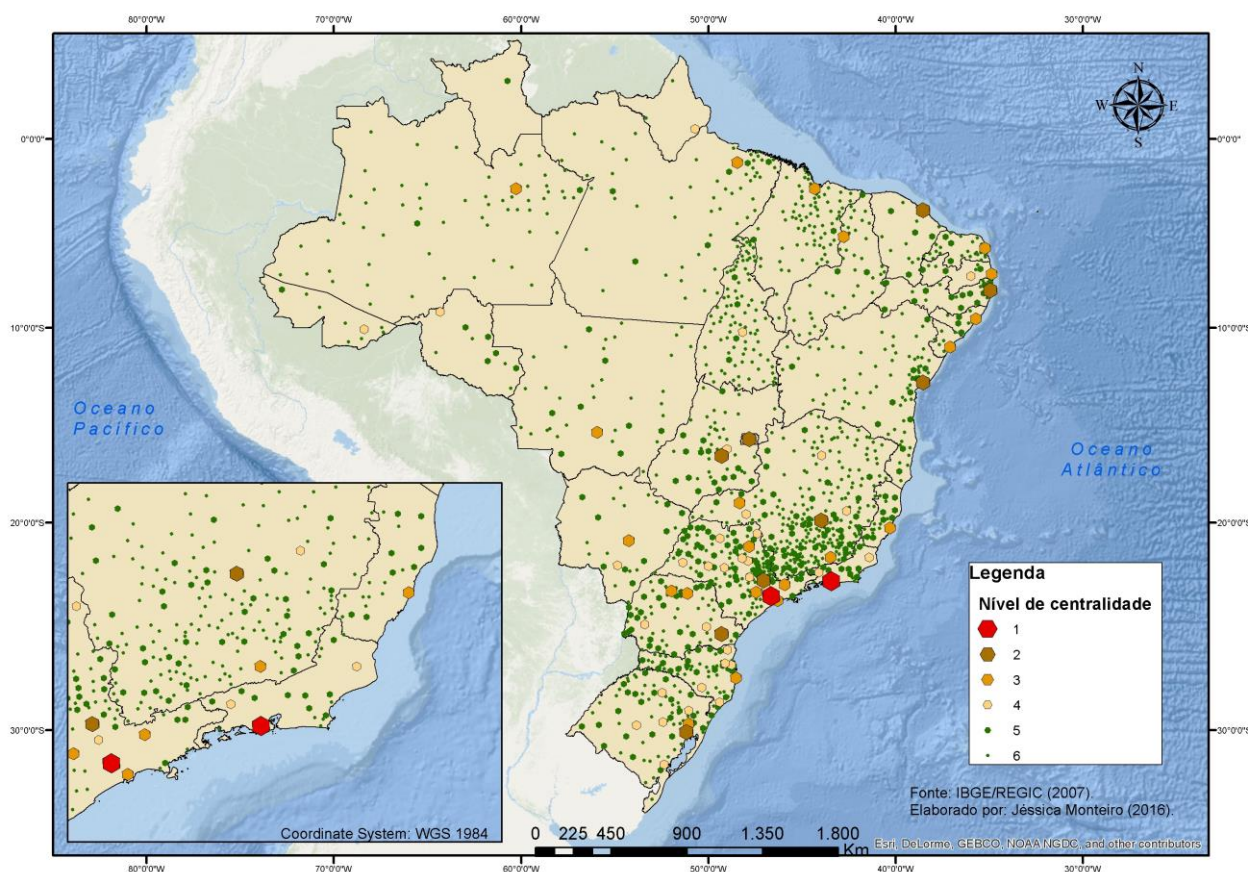 80°0'0"W 70°0'0"W 60°0'0"W 50°0'0"W 40°0'0"W 30°0'0"W
N
W E
S
0°0'0" 0°0'0"
10°0'0"S 10°0'0"S
Oceano
Pacífico
Oceano
Atlântico
20°0'0"S 20°0'0"S
Legenda
Nível de centralidade
1
2
3
4
5
6
30°0'0"S 30°0'0"S
Fonte: IBGE/REGIC (2007).
Elaborado por: Jéssica Monteiro (2016).
Coordinate System: WGS 1984
0 225 450 900 1.350 1.800
Km
Esri, DeLorme, GEBCO, NOAA NGDC, and other contributors
80°0'0"W 70°0'0"W 60°0'0"W 50°0'0"W 40°0'0"W 30°0'0"W